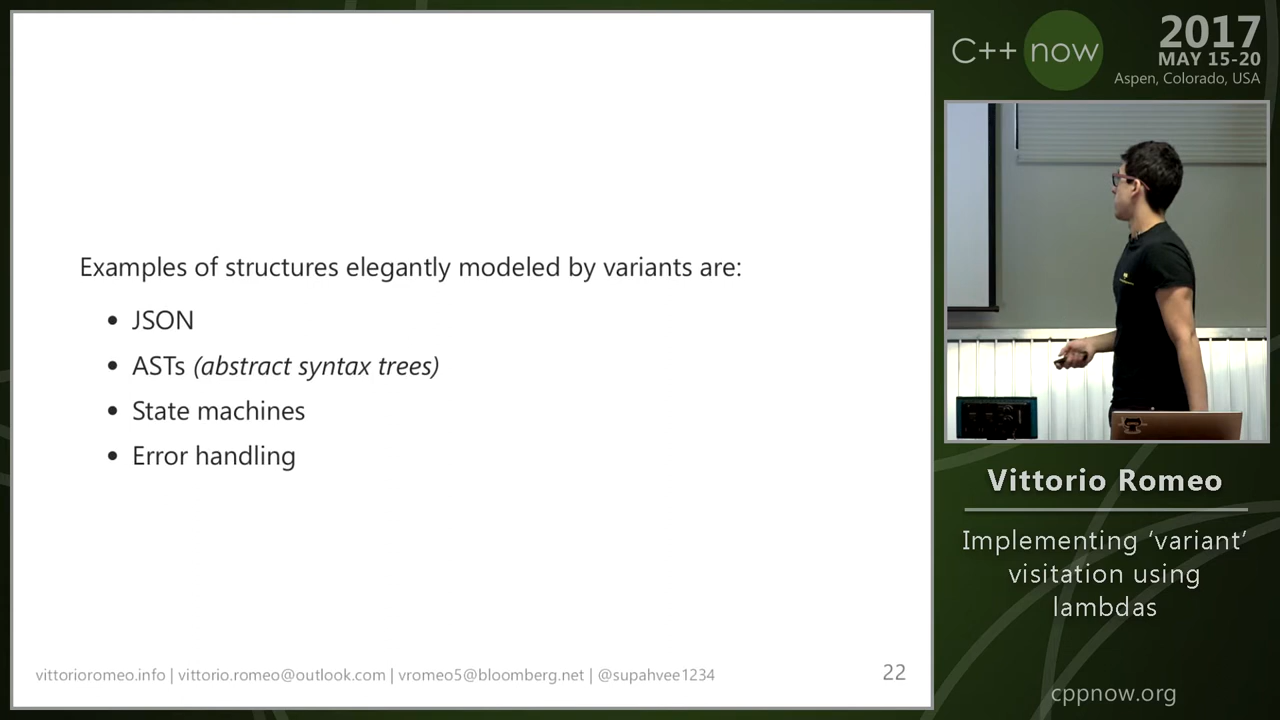 Examples of structures elegantly modeled by variants are:
• JSON
• ASTs (abstract syntax trees)
• State machines
• Error handling
vittorioromeo.info | vittorio.romeo@outlook.com | vromeo5@bloomberg.net | @supahvee1234
22
C++ now
2017
MAY 15-20
Aspen, Colorado, USA
Vittorio Romeo
Implementing ‘variant’
visitation using
lambdas
cppnow.org